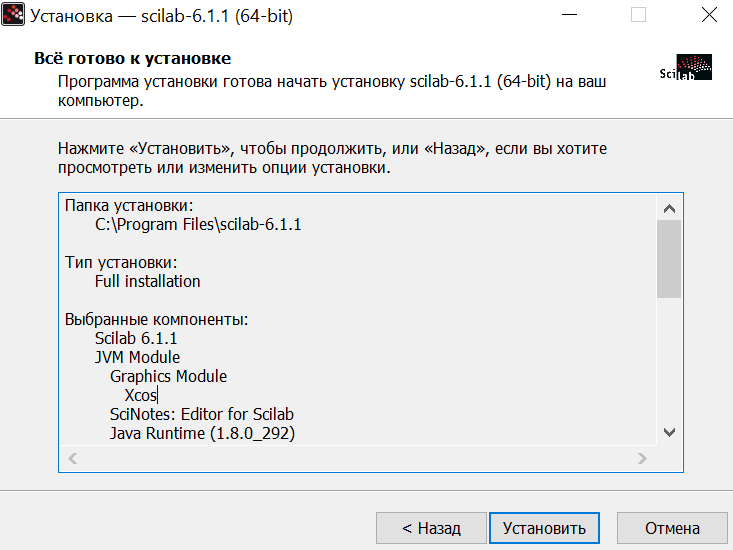 Установка — scilab-6.1.1 (64-bit)
Всё готово к установке
Программа установки готова начать установку scilab-6.1.1 (64-bit) на ваш
компьютер.
Scilab
Нажмите «Установить», чтобы продолжить, или «Назад», если вы хотите
просмотреть или изменить опции установки.
Папка установки:
C:\Program Files\scilab-6.1.1
Тип установки:
Full installation
Выбранные компоненты:
Scilab 6.1.1
JVM Module
Graphics Module
Xcos
SciNotes: Editor for Scilab
Java Runtime (1.8.0_292)
< Назад
Установить
Отмена